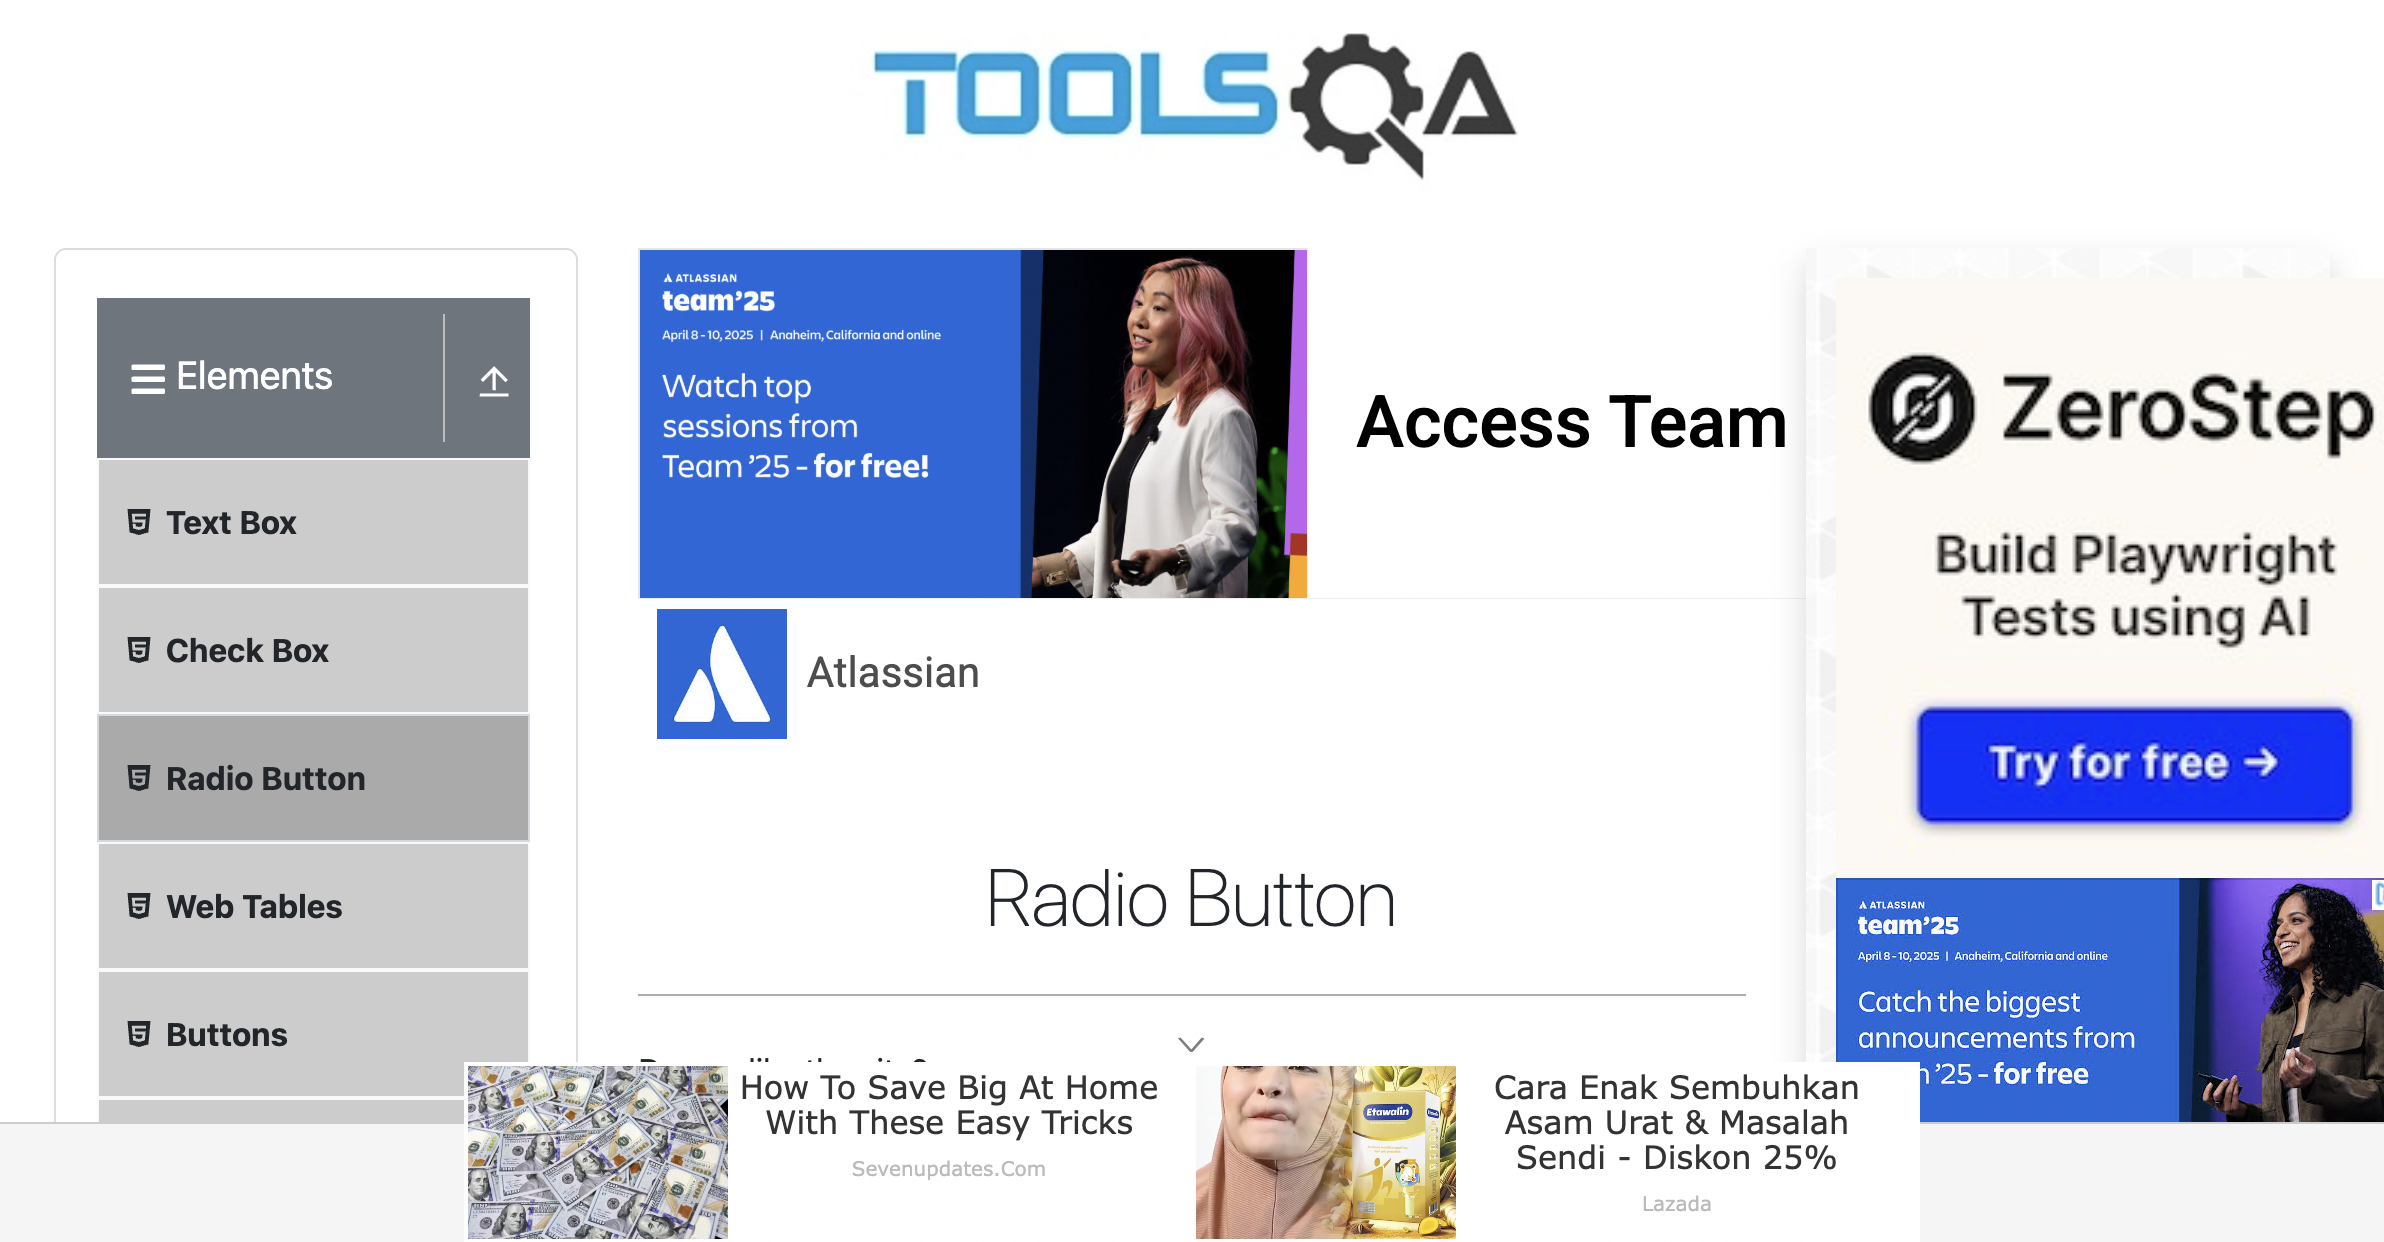 TOOLSQA
Elements
Text Box
Check Box
Radio Button
Web Tables
Buttons
ATLASSIAN
team’25
April 8 - 10, 2025 | Anaheim, California and online
Watch top
sessions from
Team ’25 - for free!
Access Team
Atlassian
Radio Button
ZeroStep
Build Playwright
Tests using AI
Try for free →
ATLASSIAN
team’25
April 8 - 10, 2025 | Anaheim, California and online
Catch the biggest
announcements from
’25 - for free
How To Save Big At Home
With These Easy Tricks
Sevenupdates.Com
Etawalin
Cara Enak Sembuhkan
Asam Urat & Masalah
Sendi - Diskon 25%
Lazada